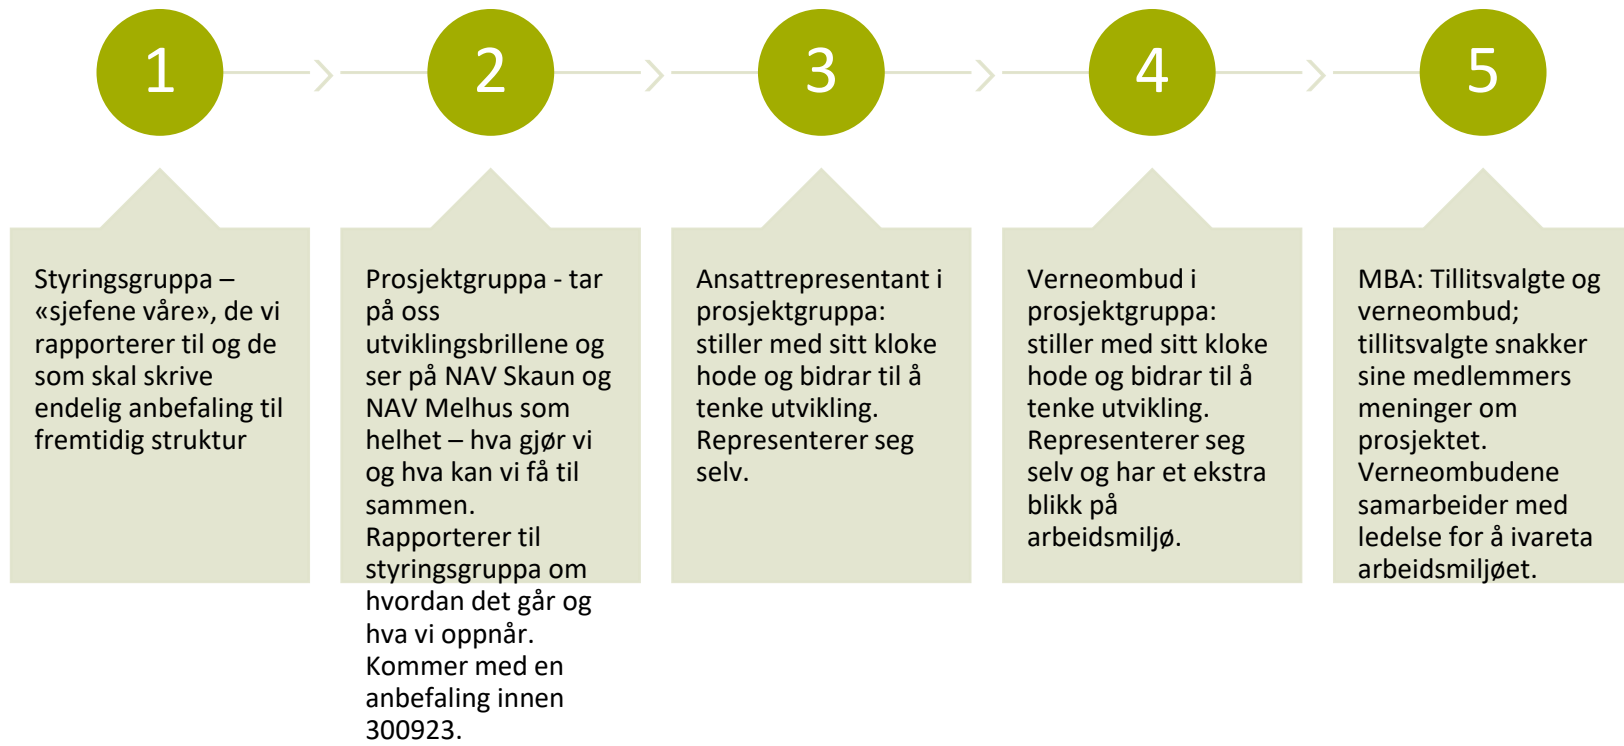 1
2
3
4
5
Styringsgruppa –
«sjefene våre», de vi
rapporterer til og de
som skal skrive
endelig anbefaling til
fremtidig struktur
Prosjektgruppa - tar
på oss
utviklingsbrillene og
ser på NAV Skaun og
NAV Melhus som
helhet – hva gjør vi
og hva kan vi få til
sammen.
Rapporterer til
styringsgruppa om
hvordan det går og
hva vi oppnår.
Kommer med en
anbefaling innen
300923.
Ansattrepresentant i
prosjektgruppa:
stiller med sitt kloke
hode og bidrar til å
tenke utvikling.
Representerer seg
selv.
Verneombud i
prosjektgruppa:
stiller med sitt kloke
hode og bidrar til å
tenke utvikling.
Representerer seg
selv og har et ekstra
blikk på
arbeidsmiljø.
MBA: Tillitsvalgte og
verneombud;
tillitsvalgte snakker
sine medlemmers
meninger om
prosjektet.
Verneombudene
samarbeider med
ledelse for å ivareta
arbeidsmiljøet.